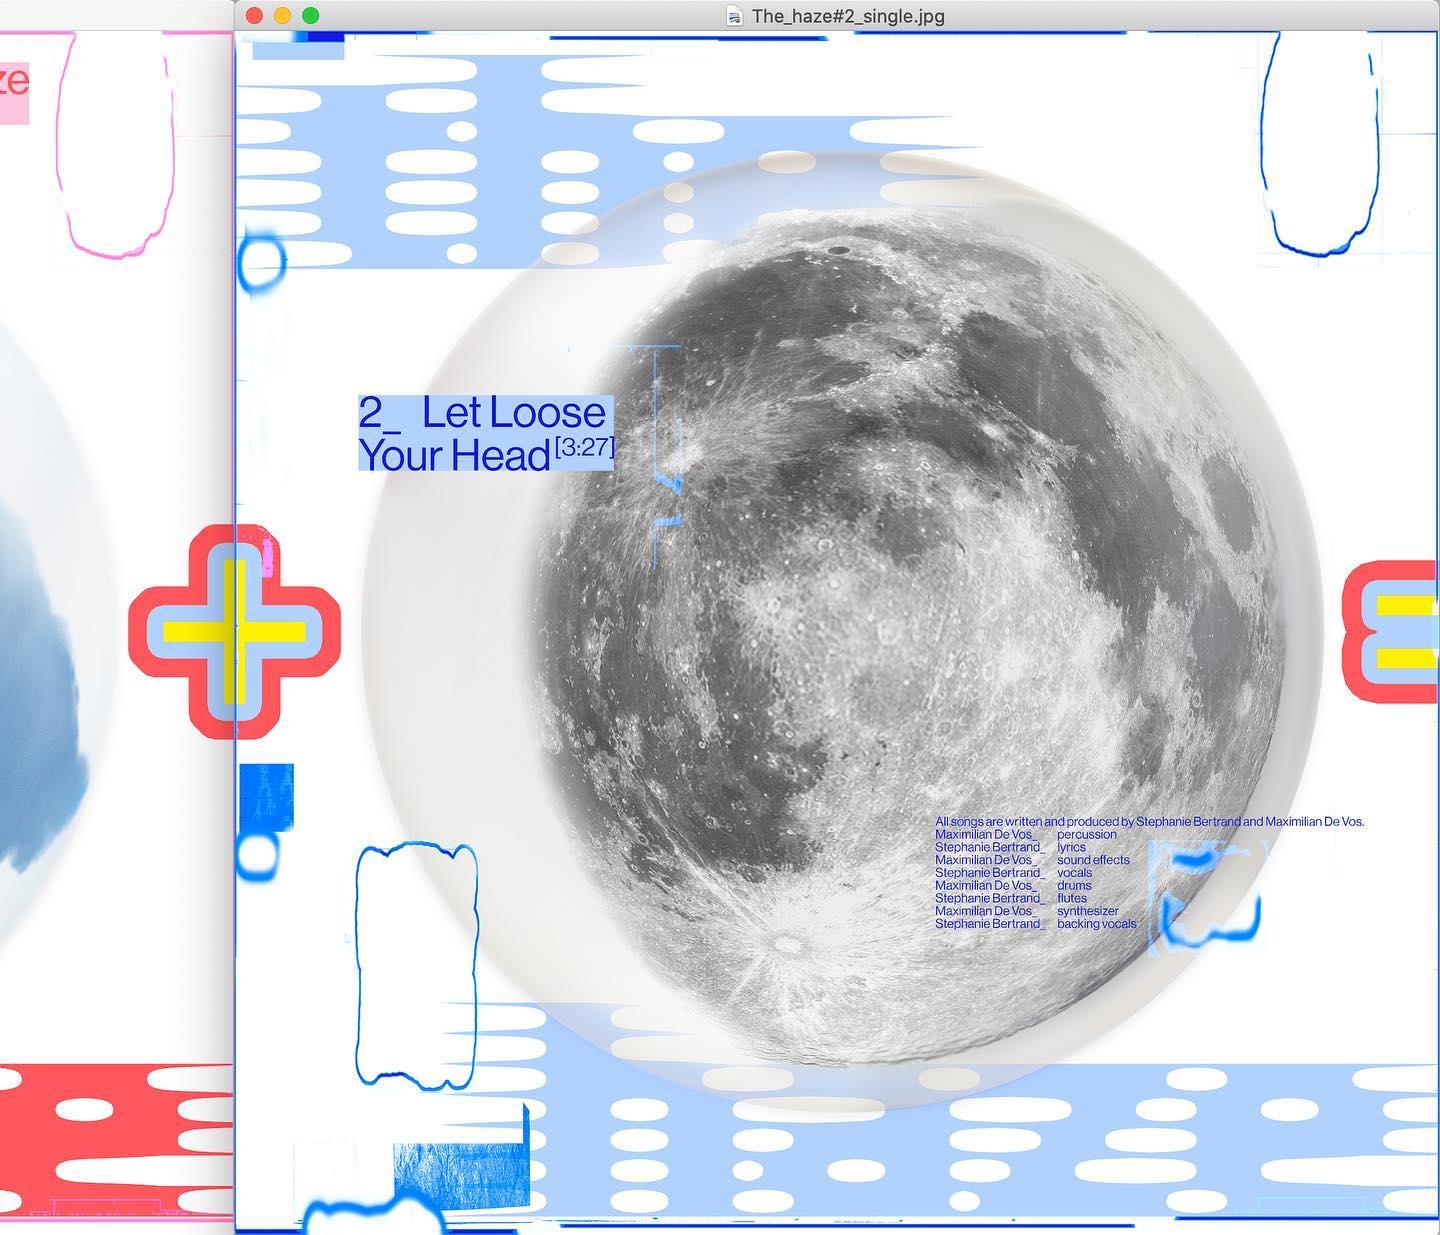 The_haze#2_single.jpg
ze
2_ Let Loose
Your Head [3:27]
All songs are written and produced by Stephanie Bertrand and Maximilian De Vos.
Maximilian De Vos_ percussion
Stephanie Bertrand_ lyrics
Maximilian De Vos_ sound effects
Stephanie Bertrand_ vocals
Maximilian De Vos_ drums
Stephanie Bertrand_ flutes
Maximilian De Vos_ synthesizer
Stephanie Bertrand_ backing vocals